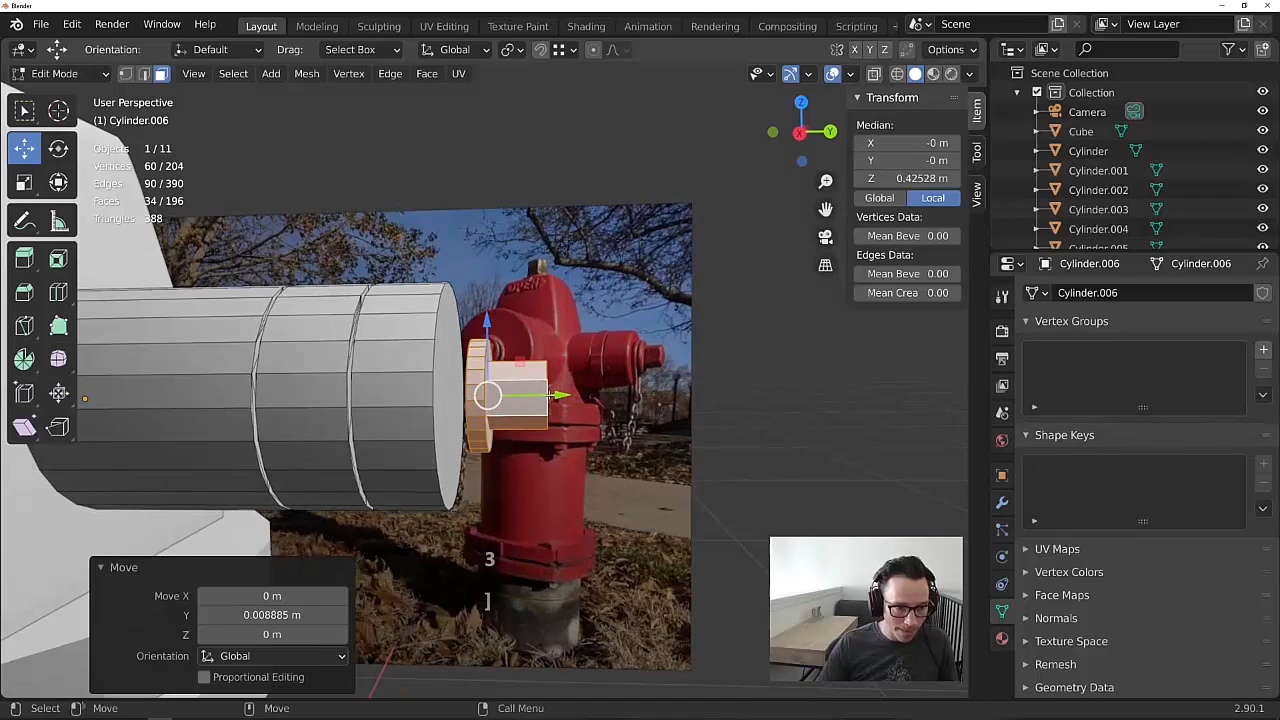 Blender
File Edit Render Window Help Layout Modeling Sculpting UV Editing Texture Paint Shading Animation Rendering Compositing Scripting Scene View Layer
Orientation: Default Drag: Select Box Global X Y Z Options
Edit Mode View Select Add Mesh Vertex Edge Face UV
User Perspective
(1) Cylinder.006
Objects 1 / 11
Vertices 60 / 204
Edges 90 / 390
Faces 34 / 196
Triangles 388
Z
Y
X
Transform
Median:
X -0 m
Y -0 m
Z 0.42528 m
Global Local
Vertices Data:
Mean Beve 0.00
Edges Data:
Mean Beve 0.00
Mean Crea 0.00
Item
Tool
View
Scene Collection
Collection
Camera
Cube
Cylinder
Cylinder.001
Cylinder.002
Cylinder.003
Cylinder.004
Cylinder.006 Cylinder.006
Cylinder.006
Vertex Groups
Shape Keys
UV Maps
Vertex Colors
Face Maps
Normals
Texture Space
Remesh
Geometry Data
3
]
Move
Move X 0 m
Y 0.008885 m
Z 0 m
Orientation Global
Proportional Editing
Select Move Move Call Menu 2.90.1